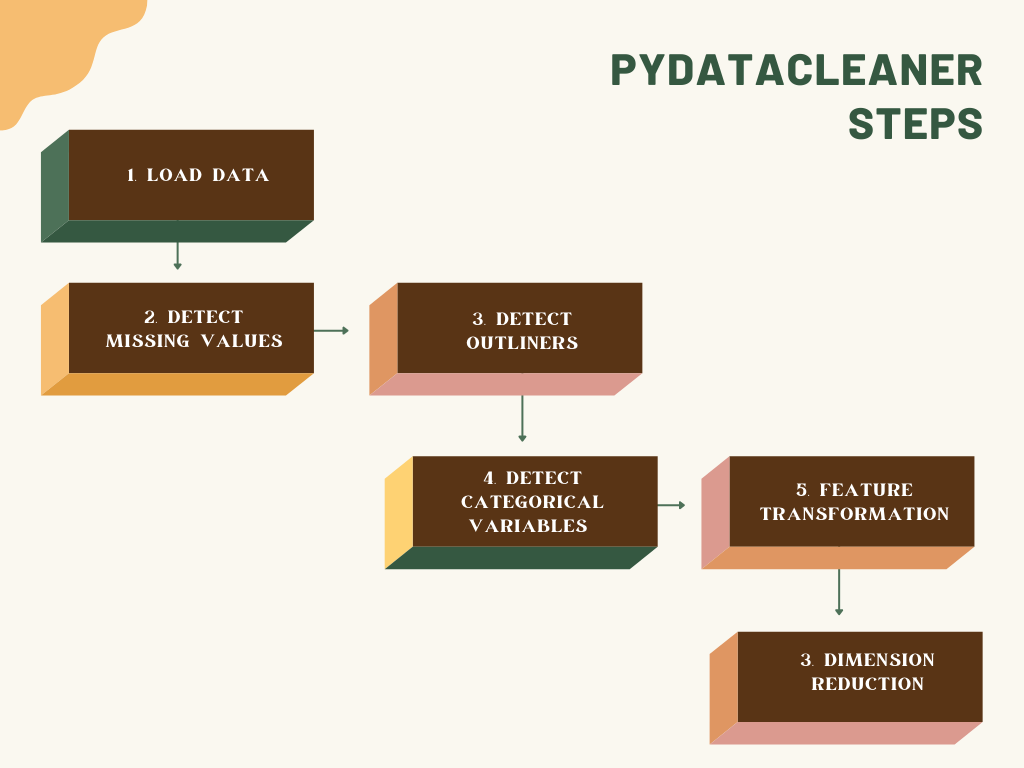 PYDATACLEANER
STEPS
1. LOAD DATA
2. DETECT
MISSING VALUES
3. DETECT
OUTLINERS
4. DETECT
CATEGORICAL
VARIABLES
5. FEATURE
TRANSFORMATION
3. DIMENSION
REDUCTION